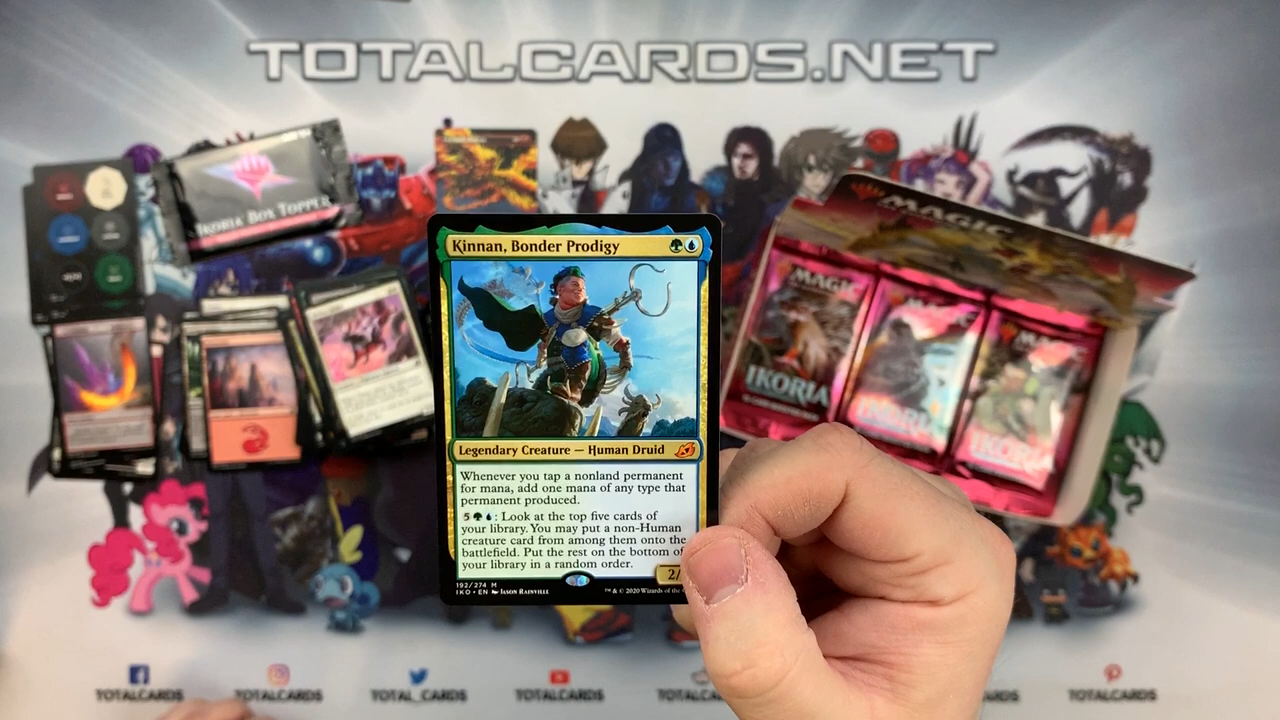 TOTALCARDS.NET
IKORIA BOX TOPPER
MAGIC
Kinnan, Bonder Prodigy
MAGIC
MAGIC
MAGIC
IKORIA
IKORIA
IKORIA
Legendary Creature — Human Druid
Whenever you tap a nonland permanent
for mana, add one mana of any type that
permanent produced.
5: Look at the top five cards of
your library. You may put a non-Human
creature card from among them onto the
battlefield. Put the rest on the bottom of
your library in a random order.
2/
192/274 M
IKO • EN JASON RAINVILLE
™ & © 2020 Wizards of the
TOTALCARDS
TOTALCARDS
TOTAL_CARDS
TOTALCARDS
TOTALCARDS